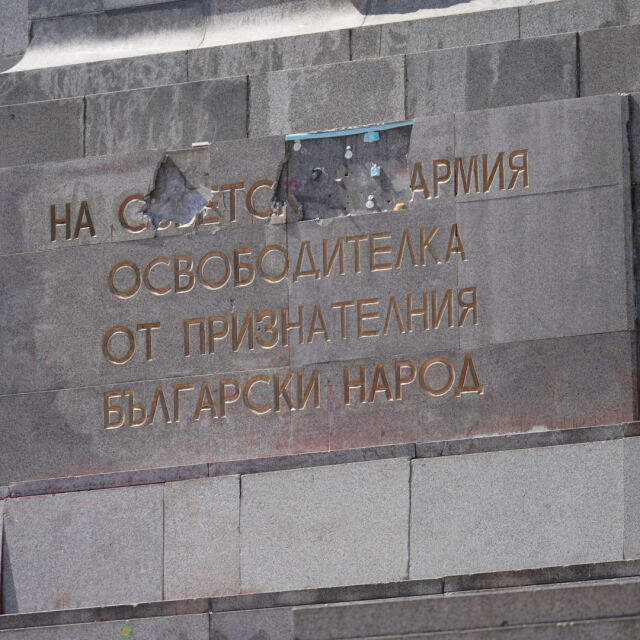 НА АРМИЯ
ОСВОБОДИТЕЛКА
ОТ ПРИЗНАТЕЛНИЯ
БЪЛГАРСКИ НАРОД